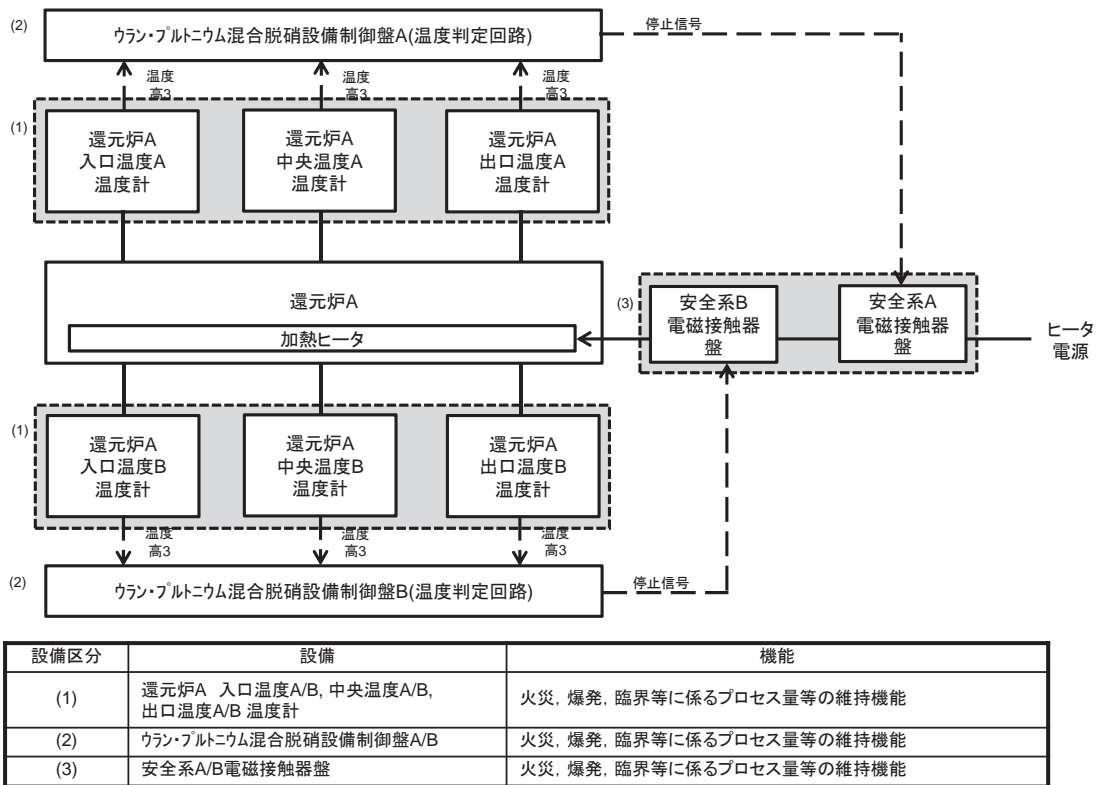 (2)
ウラン・プルトニウム混合脱硝設備制御盤A(温度判定回路)
停止信号
温度
高3
温度
高3
温度
高3
(1)
還元炉A
入口温度A
温度計
還元炉A
中央温度A
温度計
還元炉A
出口温度A
温度計
還元炉A
加熱ヒータ
(3)
安全系B
電磁接触器
盤
安全系A
電磁接触器
盤
ヒータ
電源
(1)
還元炉A
入口温度B
温度計
還元炉A
中央温度B
温度計
還元炉A
出口温度B
温度計
温度
高3
温度
高3
温度
高3
(2)
ウラン・プルトニウム混合脱硝設備制御盤B(温度判定回路)
停止信号
設備区分 設備 機能
(1) 還元炉A 入口温度A/B, 中央温度A/B,
出口温度A/B 温度計 火災, 爆発, 臨界等に係るプロセス量等の維持機能
(2) ウラン・プルトニウム混合脱硝設備制御盤A/B 火災, 爆発, 臨界等に係るプロセス量等の維持機能
(3) 安全系A/B電磁接触器盤 火災, 爆発, 臨界等に係るプロセス量等の維持機能